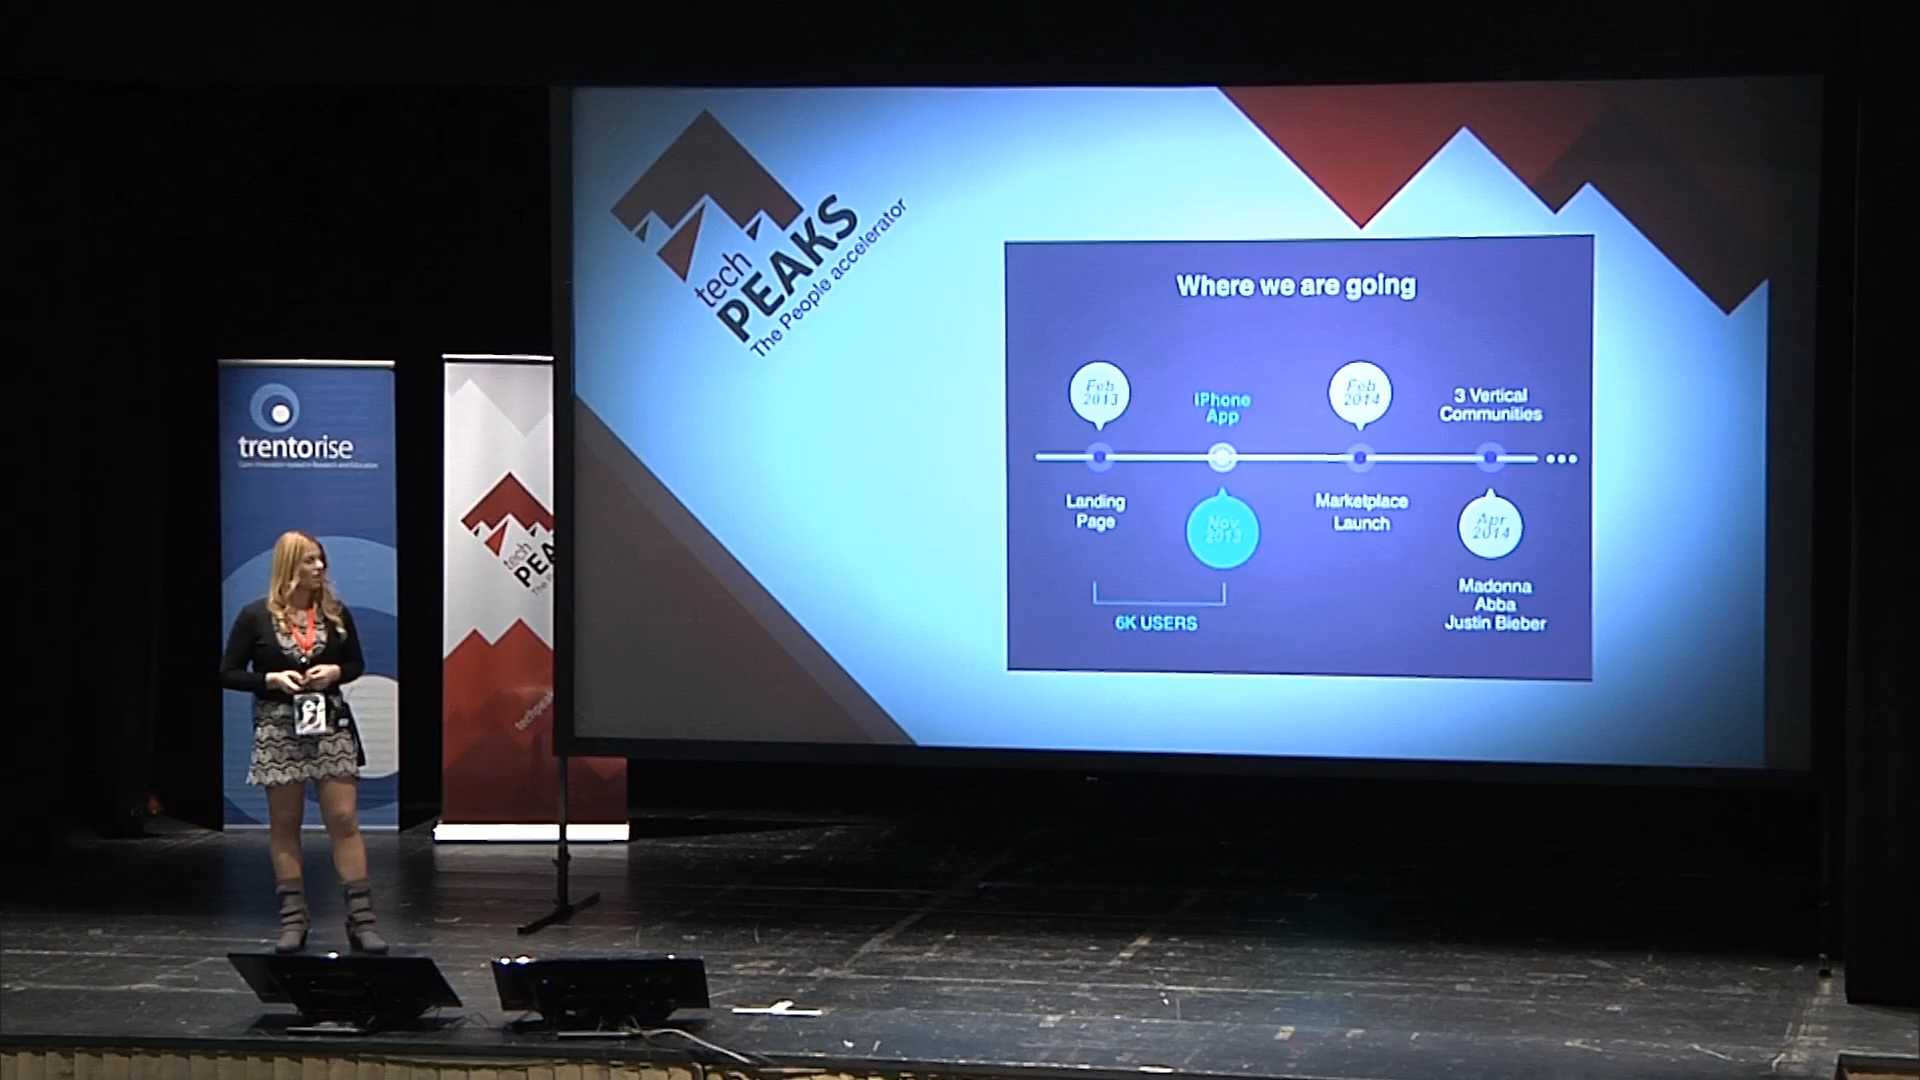 tech
PEAKS
The People accelerator
Where we are going
Feb
2013
iPhone
App
Feb
2014
3 Vertical
Communities
Landing
Page
Nov
2013
Marketplace
Launch
Apr
2014
6K USERS
Madonna
Abba
Justin Bieber
trentorise
tech
PEA